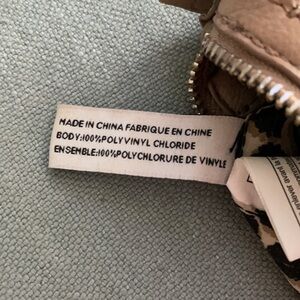 MADE IN CHINA FABRIQUE EN CHINE
BODY:100%POLYVINYL CHLORIDE
ENSEMBLE:100%POLYCHLORURE DE VINYLE